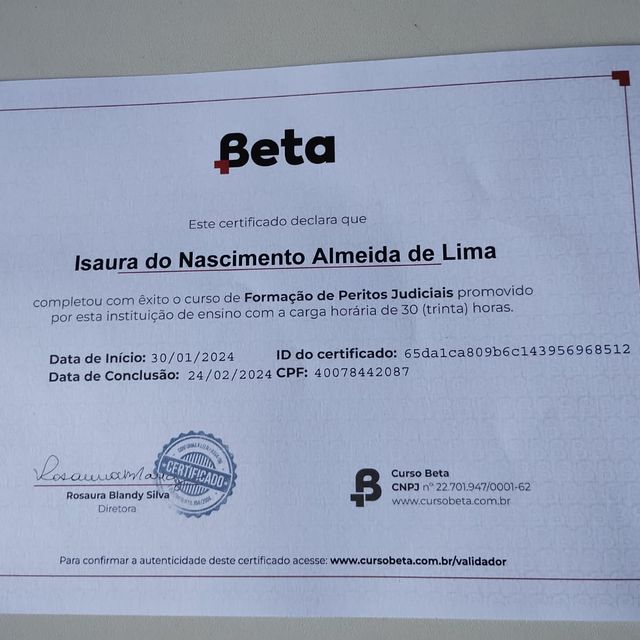 Beta
Este certificado declara que
Isaura do Nascimento Almeida de Lima
completou com êxito o curso de Formação de Peritos Judiciais promovido
por esta instituição de ensino com a carga horária de 30 (trinta) horas.
Data de Início: 30/01/2024 ID do certificado: 65da1ca809b6c143956968512
Data de Conclusão: 24/02/2024 CPF: 40078442087
CERTIFICADO
Rosaura Blandy Silva
Diretora
Curso Beta
CNPJ nº 22.701.947/0001-62
www.cursobeta.com.br
Para confirmar a autenticidade deste certificado acesse: www.cursobeta.com.br/validador